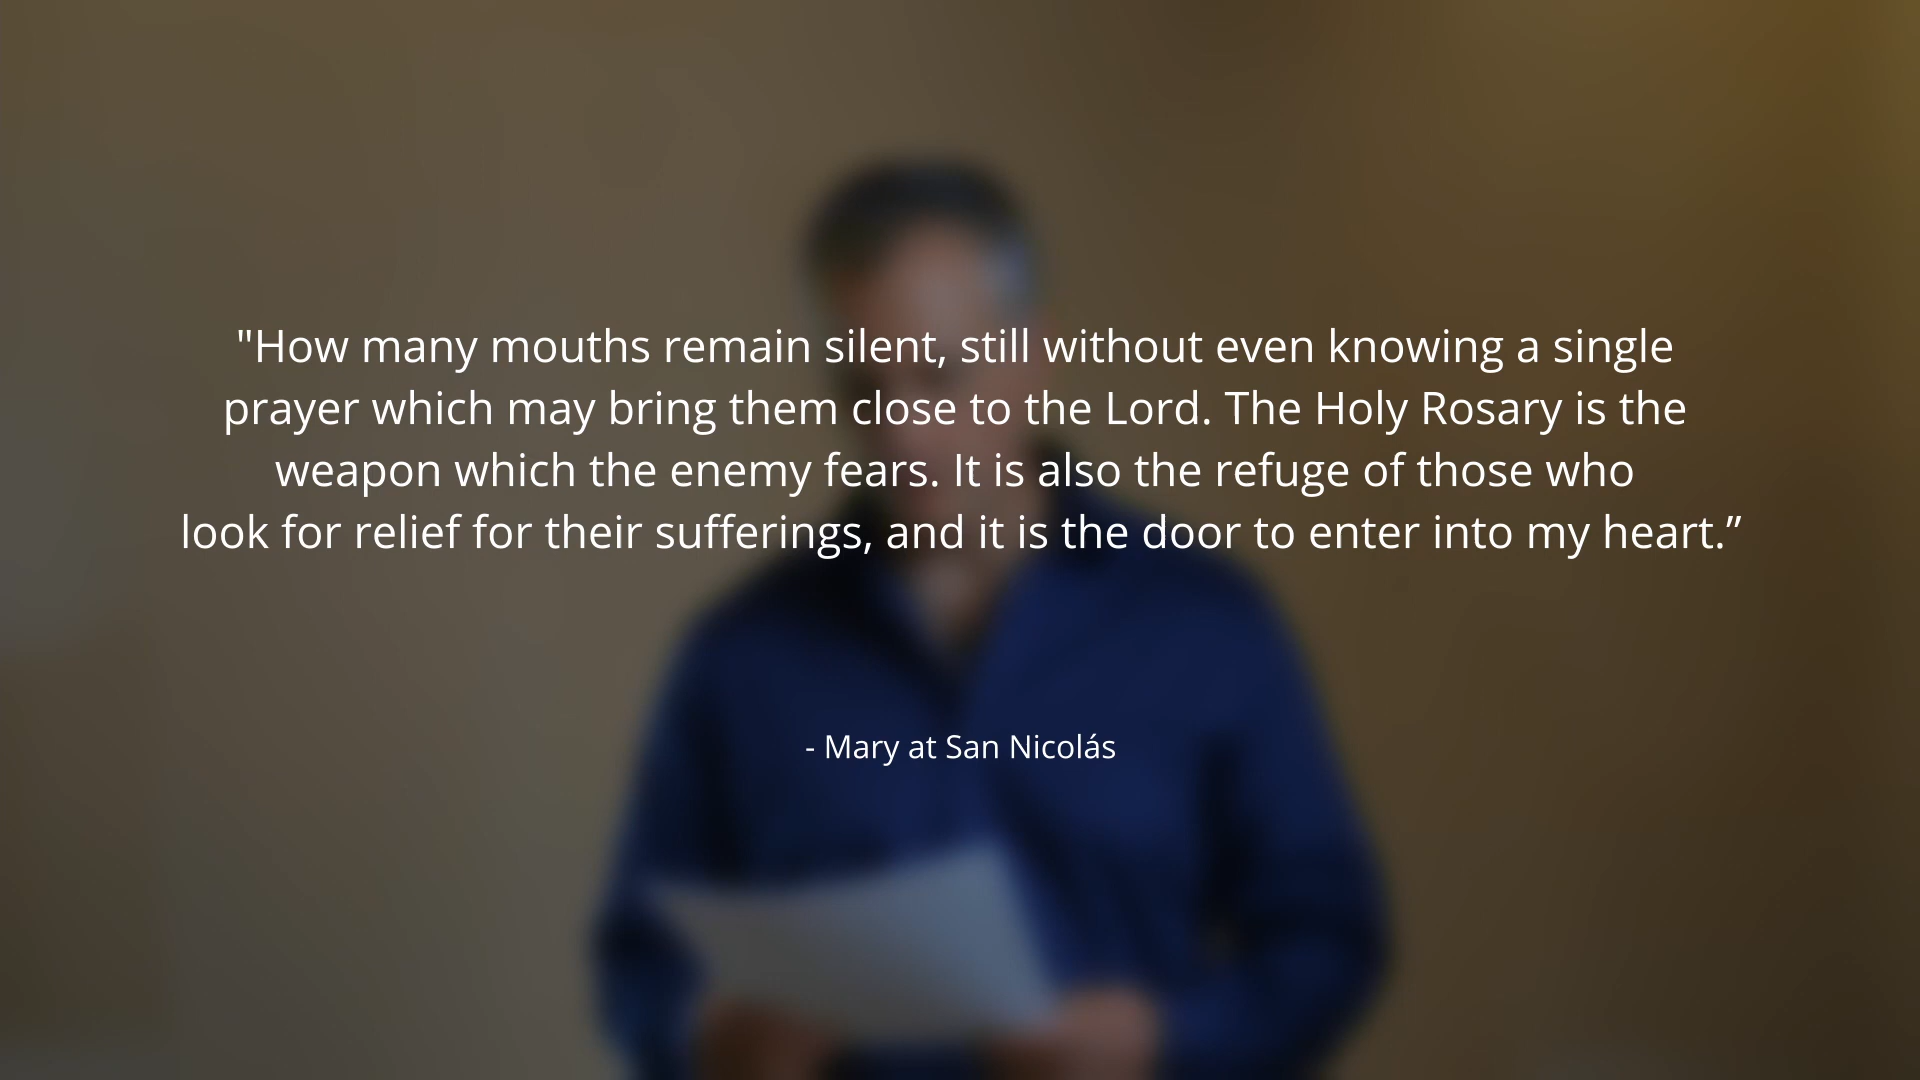 "How many mouths remain silent, still without even knowing a single
prayer which may bring them close to the Lord. The Holy Rosary is the
weapon which the enemy fears. It is also the refuge of those who
look for relief for their sufferings, and it is the door to enter into my heart.”
- Mary at San Nicolás